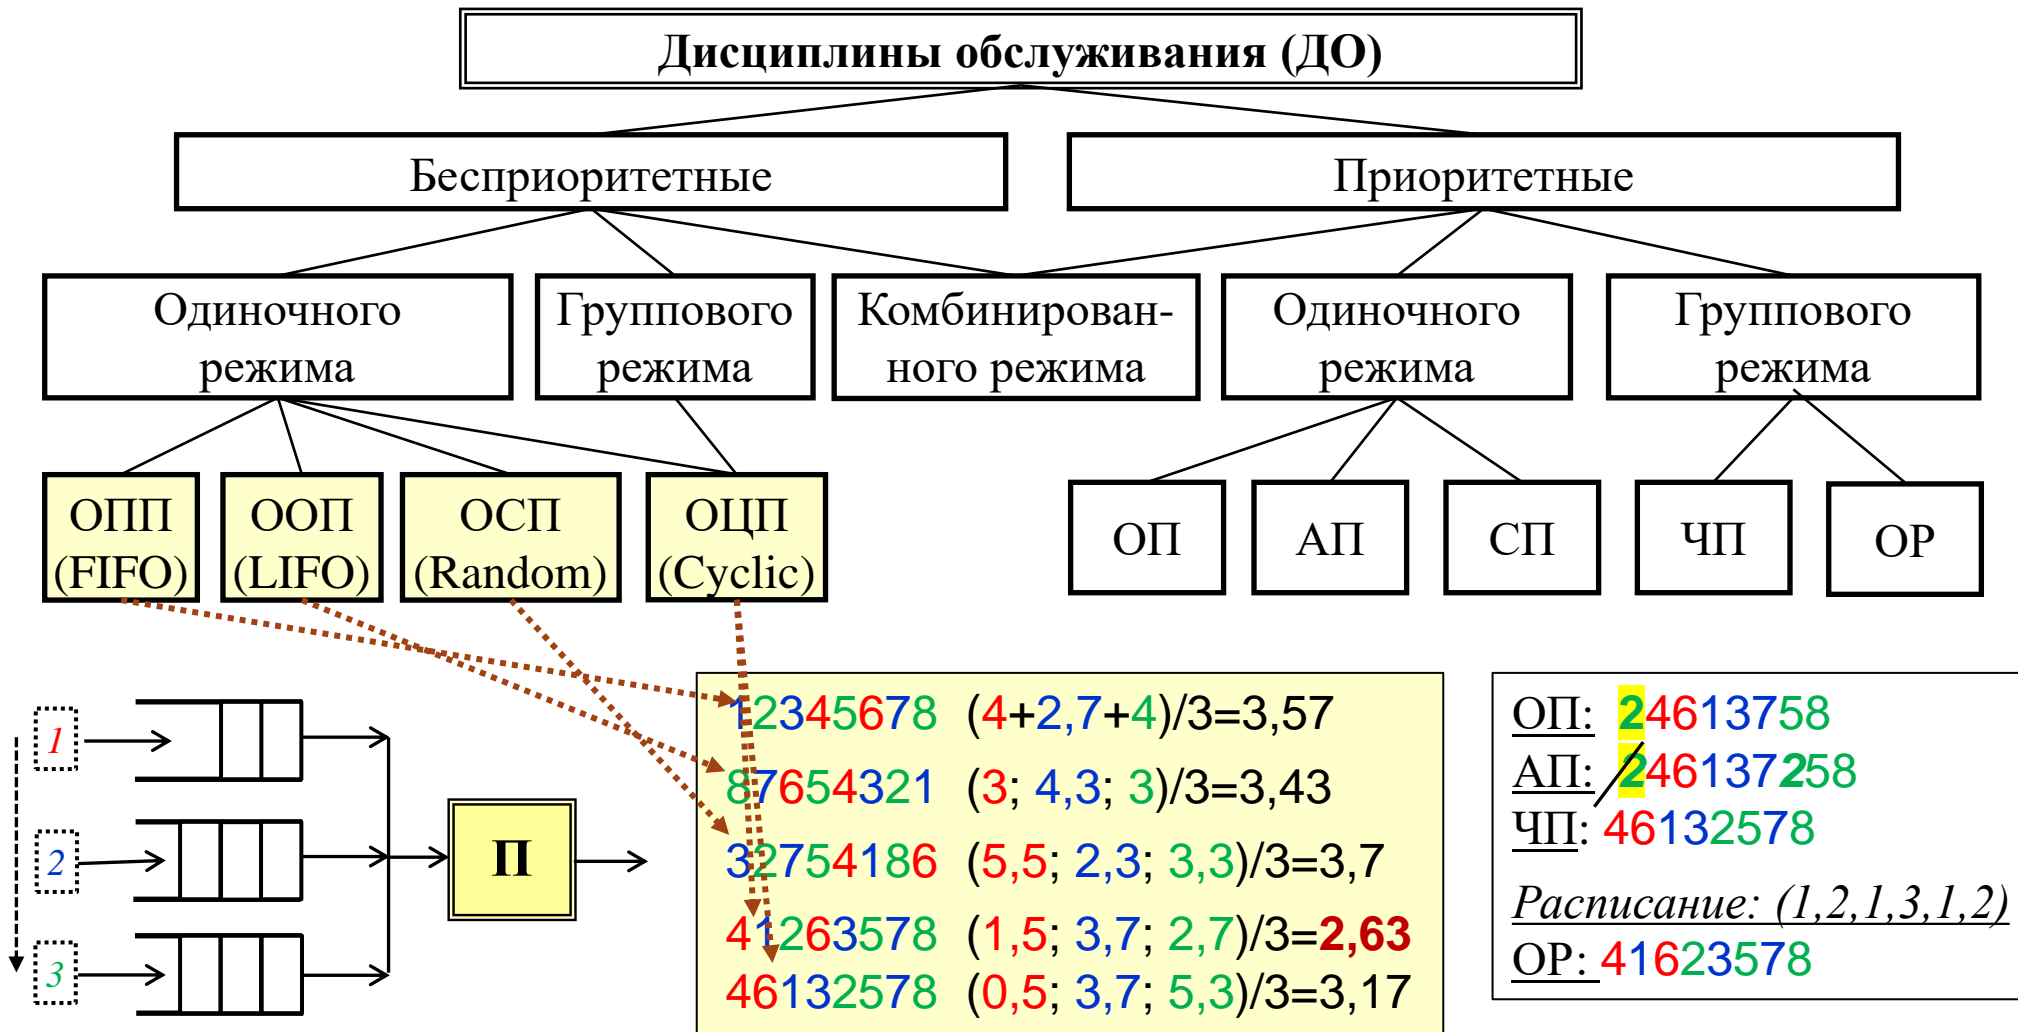 Дисциплины обслуживания (ДО)
Бесприоритетные
Приоритетные
Одиночного
режима
Группового
режима
Комбинирован-
ного режима
Одиночного
режима
Группового
режима
ОПП
(FIFO)
ООП
(LIFO)
ОСП
(Random)
ОЦП
(Cyclic)
ОП
АП
СП
ЧП
ОР
1
2
3
П
12345678 (4+2,7+4)/3=3,57
87654321 (3; 4,3; 3)/3=3,43
32754186 (5,5; 2,3; 3,3)/3=3,7
41263578 (1,5; 3,7; 2,7)/3=2,63
46132578 (0,5; 3,7; 5,3)/3=3,17
ОП: 24613758
АП: 246137258
ЧП: 46132578
Расписание: (1,2,1,3,1,2)
ОР: 41623578